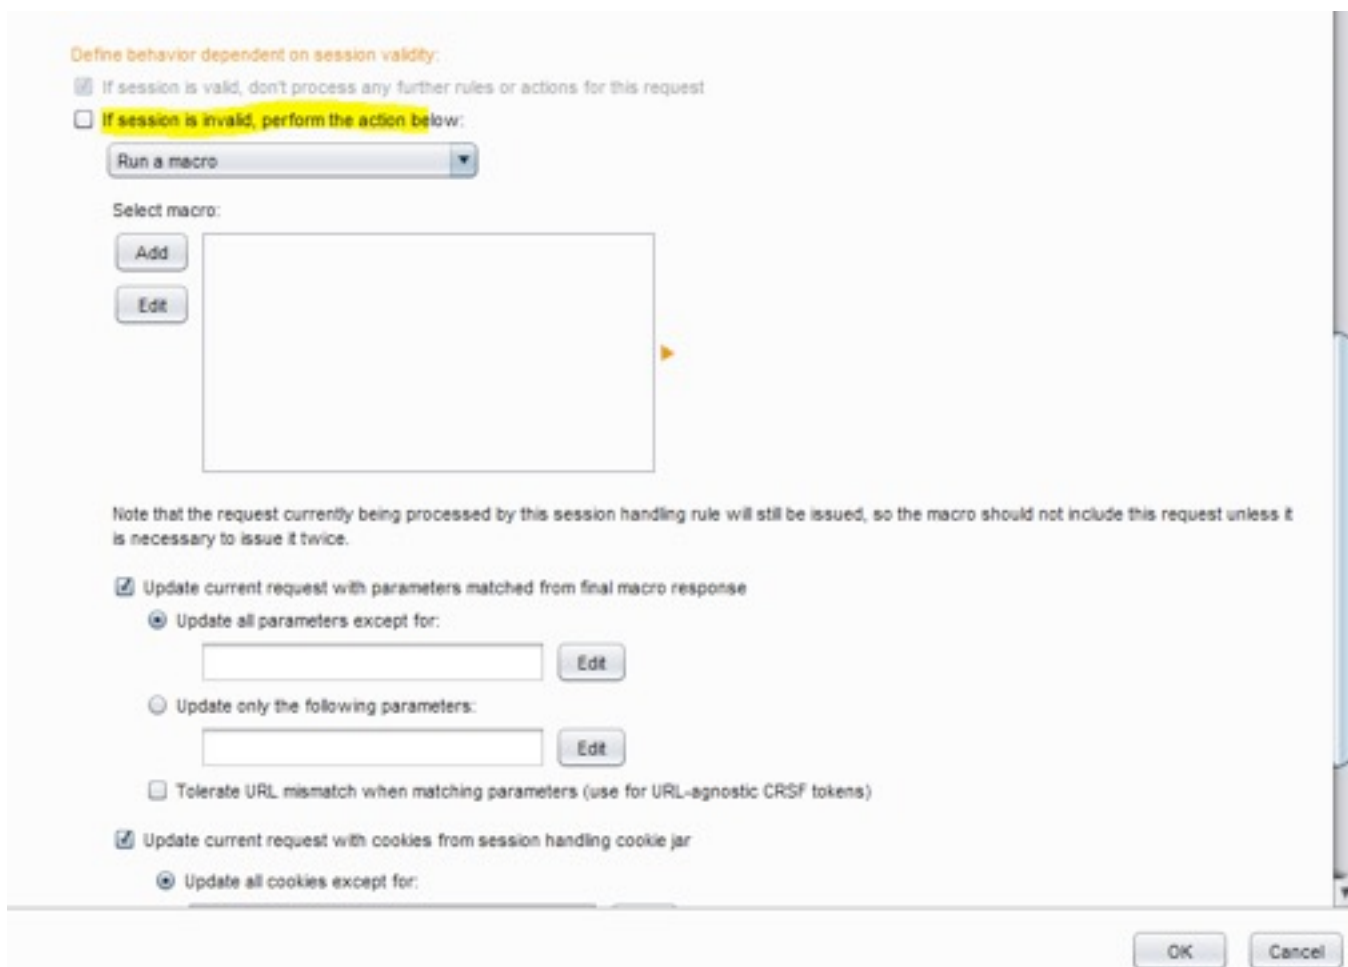 Define behavior dependent on session validity:
If session is valid, don't process any further rules or actions for this request
If session is invalid, perform the action below:
Run a macro
Select macro:
Add
Edit
Note that the request currently being processed by this session handling rule will still be issued, so the macro should not include this request unless it
is necessary to issue it twice.
Update current request with parameters matched from final macro response
Update all parameters except for:
Edit
Update only the following parameters:
Edit
Tolerate URL mismatch when matching parameters (use for URL-agnostic CRSF tokens)
Update current request with cookies from session handling cookie jar
Update all cookies except for:
OK Cancel